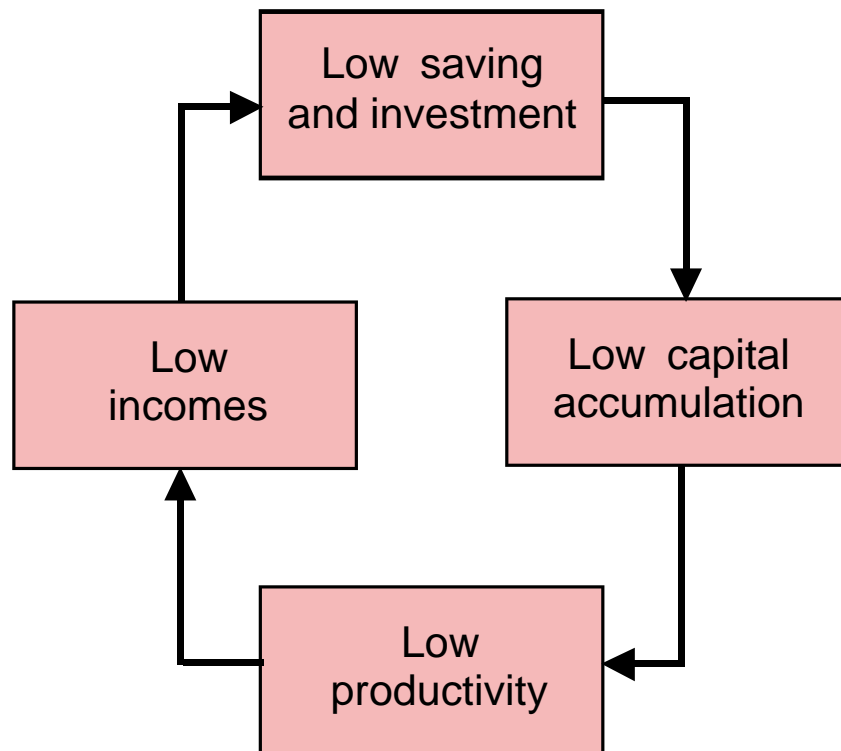 Low saving
and investment
Low
incomes
Low capital
accumulation
Low
productivity